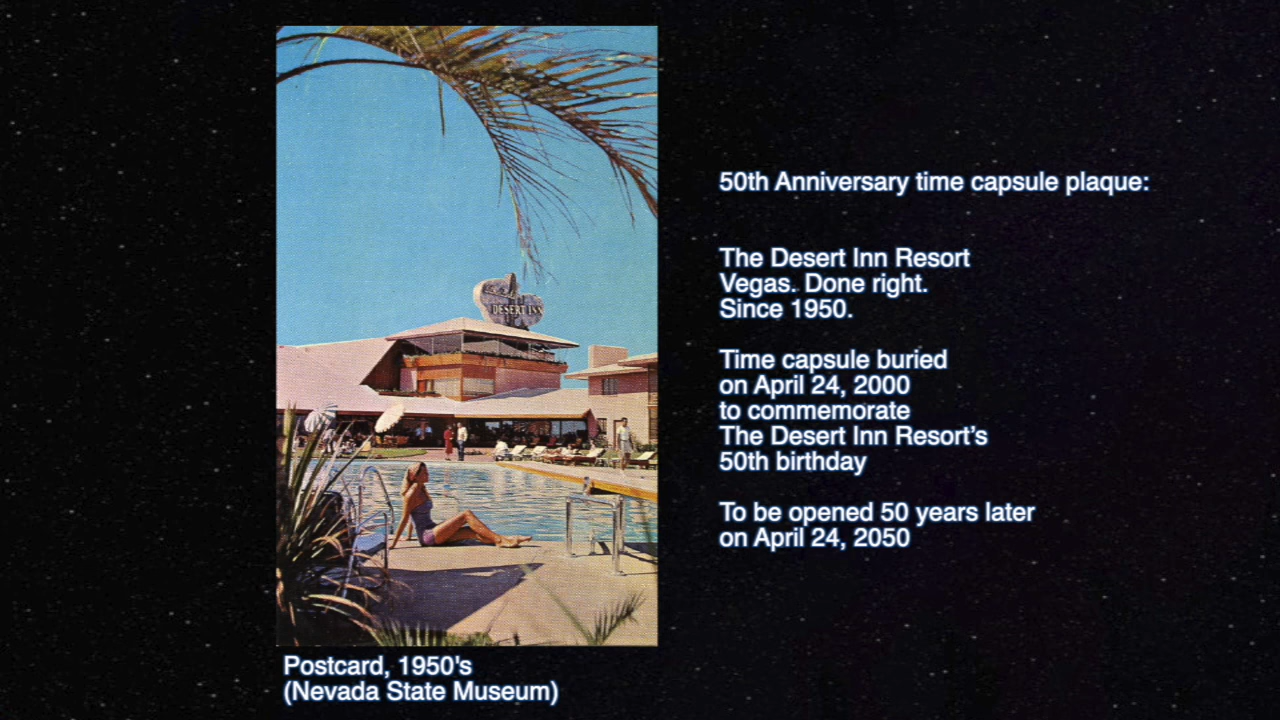 DESERT INN
50th Anniversary time capsule plaque:
The Desert Inn Resort
Vegas. Done right.
Since 1950.
Time capsule buried
on April 24, 2000
to commemorate
The Desert Inn Resort’s
50th birthday
To be opened 50 years later
on April 24, 2050
Postcard, 1950's
(Nevada State Museum)